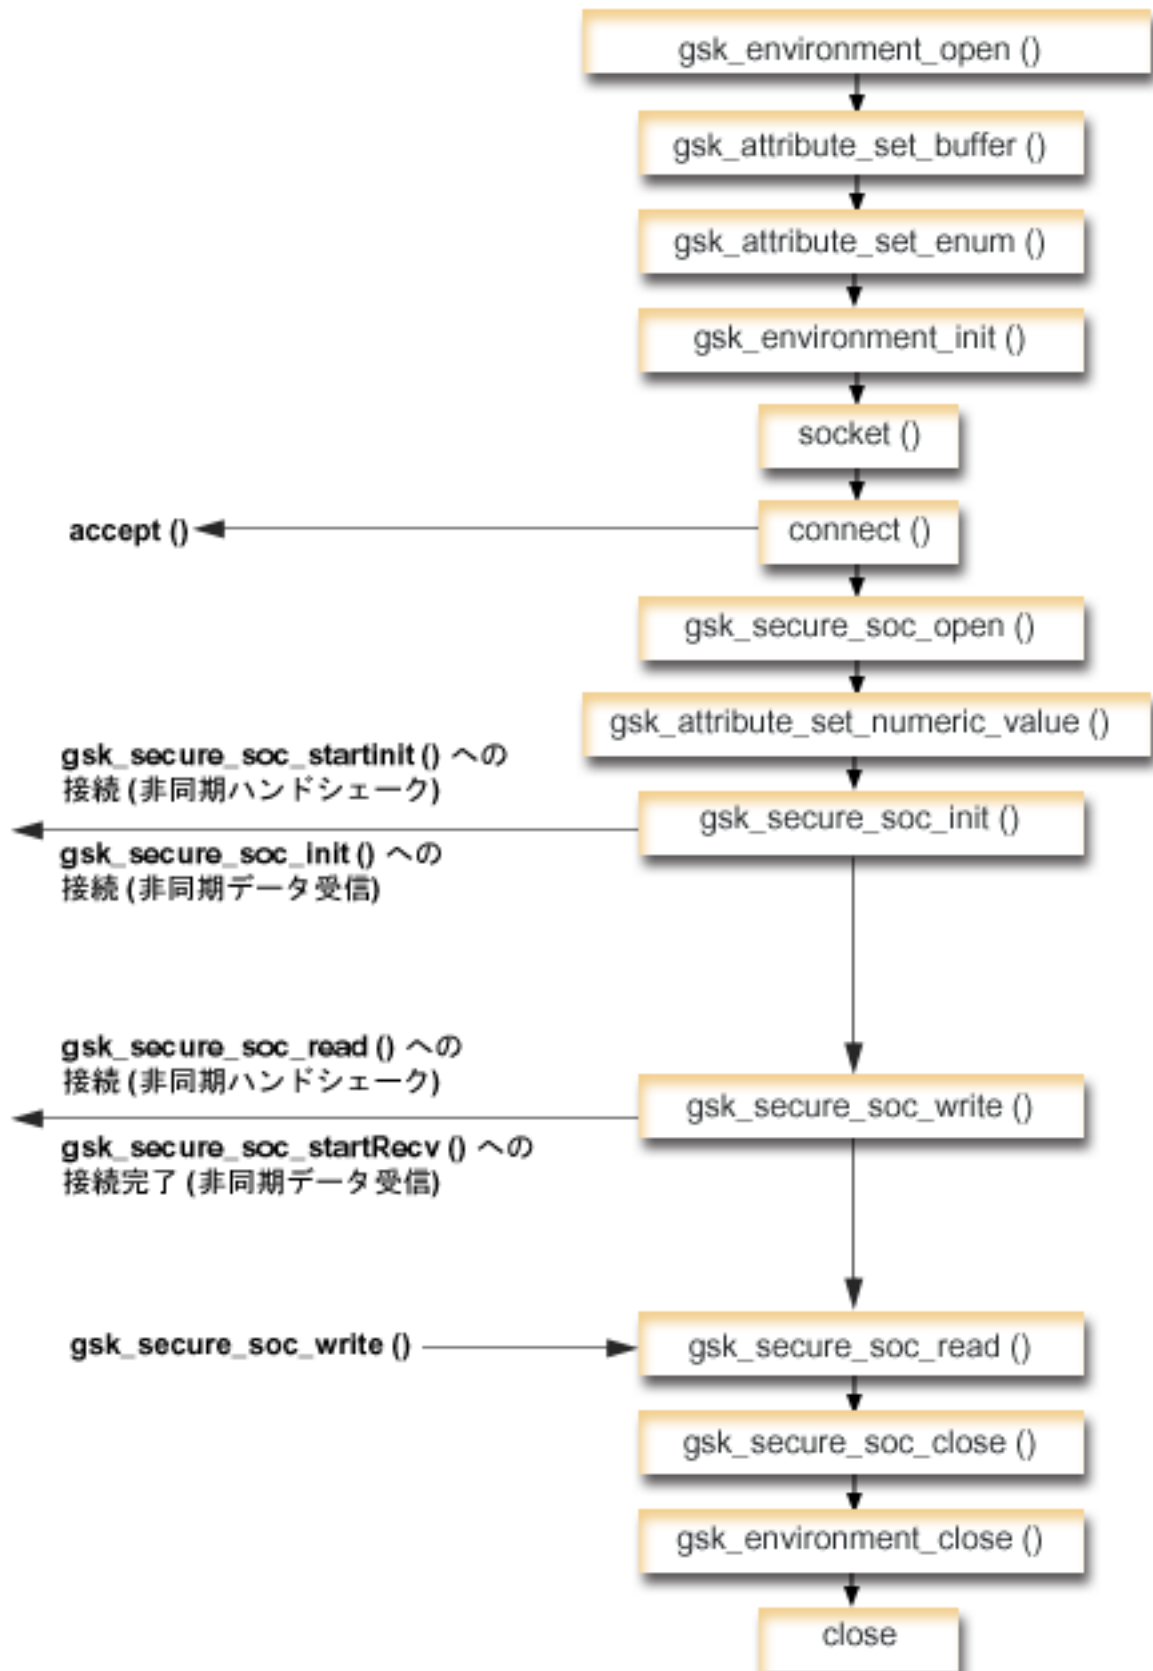 gsk_environment_open ()
gsk_attribute_set_buffer ()
gsk_attribute_set_enum ()
gsk_environment_init ()
socket ()
accept ()
connect ()
gsk_secure_soc_open ()
gsk_attribute_set_numeric_value ()
gsk_secure_soc_startinit () への
接続 (非同期ハンドシェーク)
gsk_secure_soc_init ()
gsk_secure_soc_init () への
接続 (非同期データ受信)
gsk_secure_soc_read () への
接続 (非同期ハンドシェーク)
gsk_secure_soc_write ()
gsk_secure_soc_startRecv () への
接続完了 (非同期データ受信)
gsk_secure_soc_write ()
gsk_secure_soc_read ()
gsk_secure_soc_close ()
gsk_environment_close ()
close